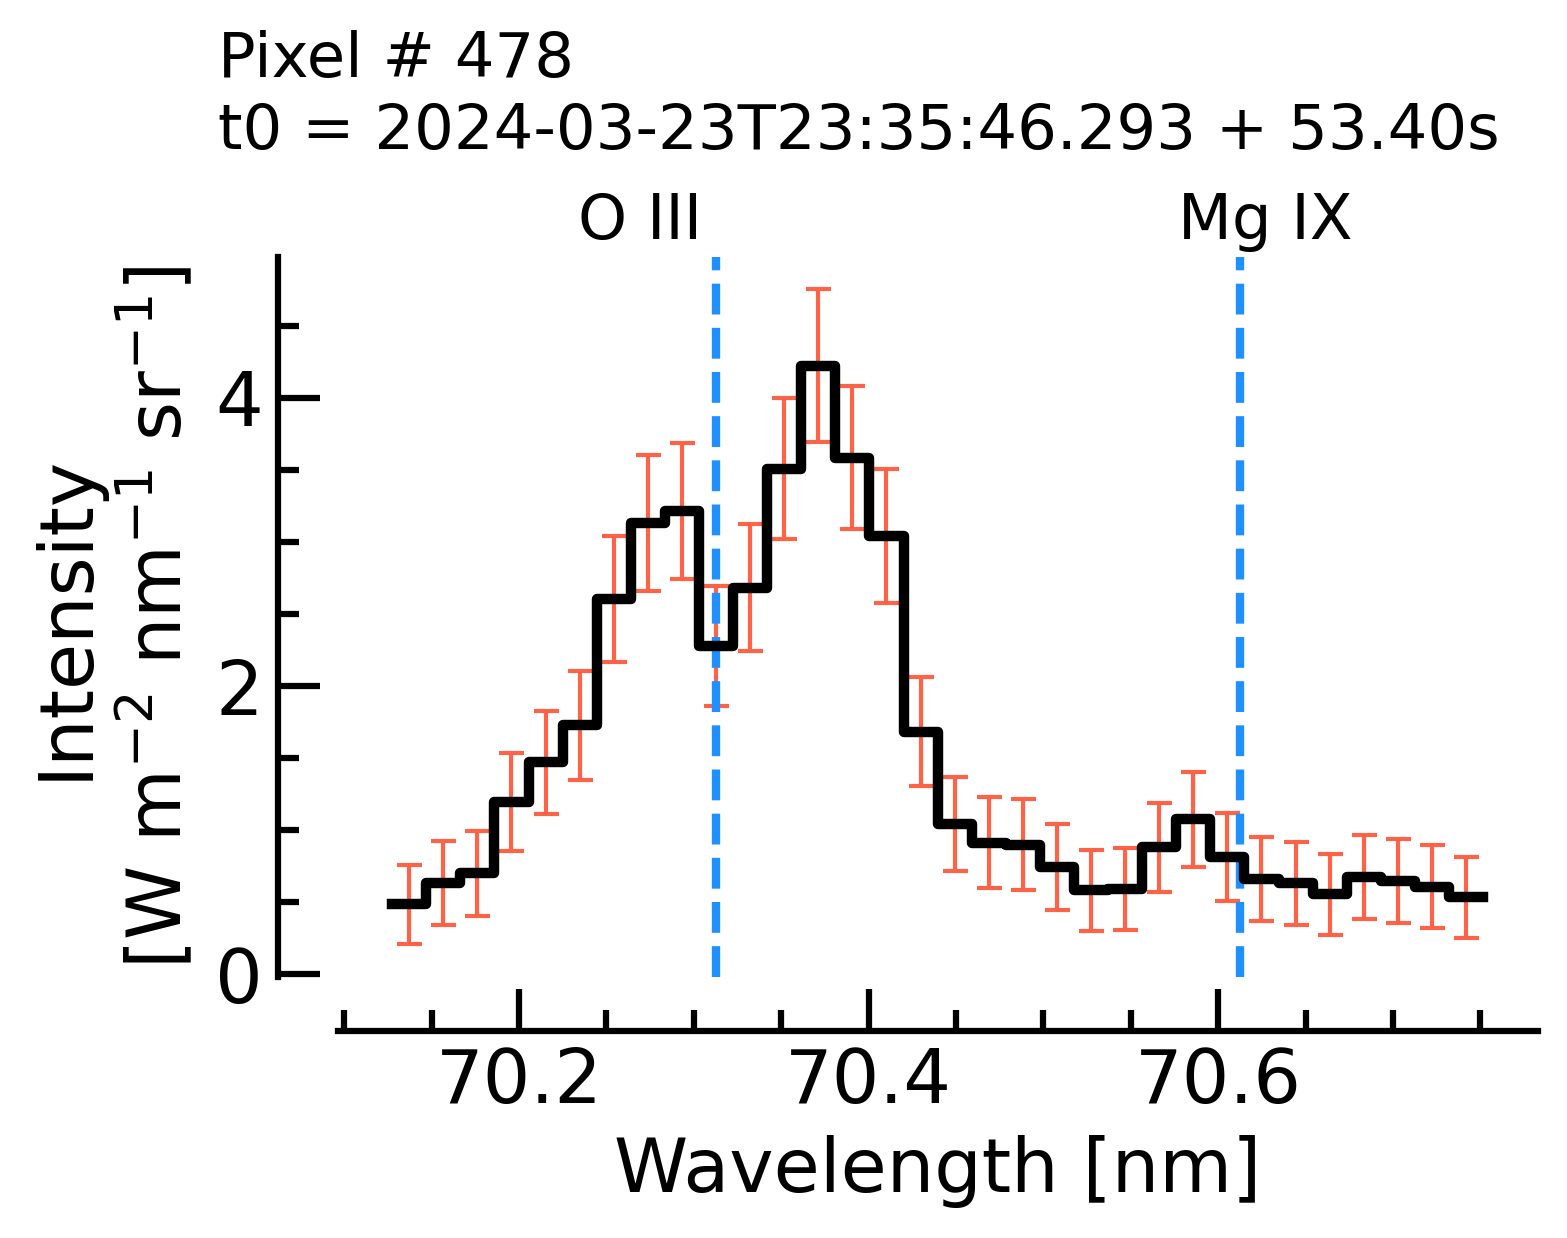 Pixel # 478
t0 = 2024-03-23T23:35:46.293 + 53.40s
O III
Mg IX
Intensity
[W m⁻² nm⁻¹ sr⁻¹]
4
2
0
70.2
70.4
70.6
Wavelength [nm]